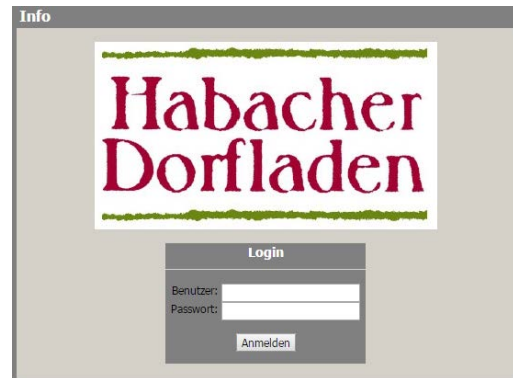 Info
Habacher
Dorfladen
Login
Benutzer:
Passwort:
Anmelden